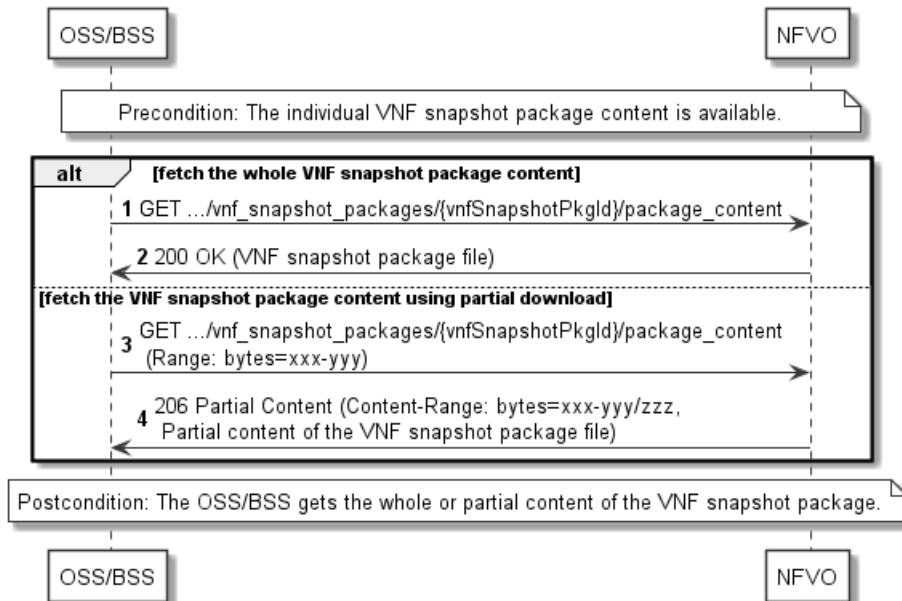 OSS/BSS
NFVO
Precondition: The individual VNF snapshot package content is available.
alt
[fetch the whole VNF snapshot package content]
1 GET .../vnf_snapshot_packages/{vnfSnapshotPkgId}/package_content
2 200 OK (VNF snapshot package file)
[fetch the VNF snapshot package content using partial download]
3 GET .../vnf_snapshot_packages/{vnfSnapshotPkgId}/package_content
(Range: bytes=xxx-yyy)
4 206 Partial Content (Content-Range: bytes=xxx-yyy/zzz,
Partial content of the VNF snapshot package file)
Postcondition: The OSS/BSS gets the whole or partial content of the VNF snapshot package.
OSS/BSS
NFVO